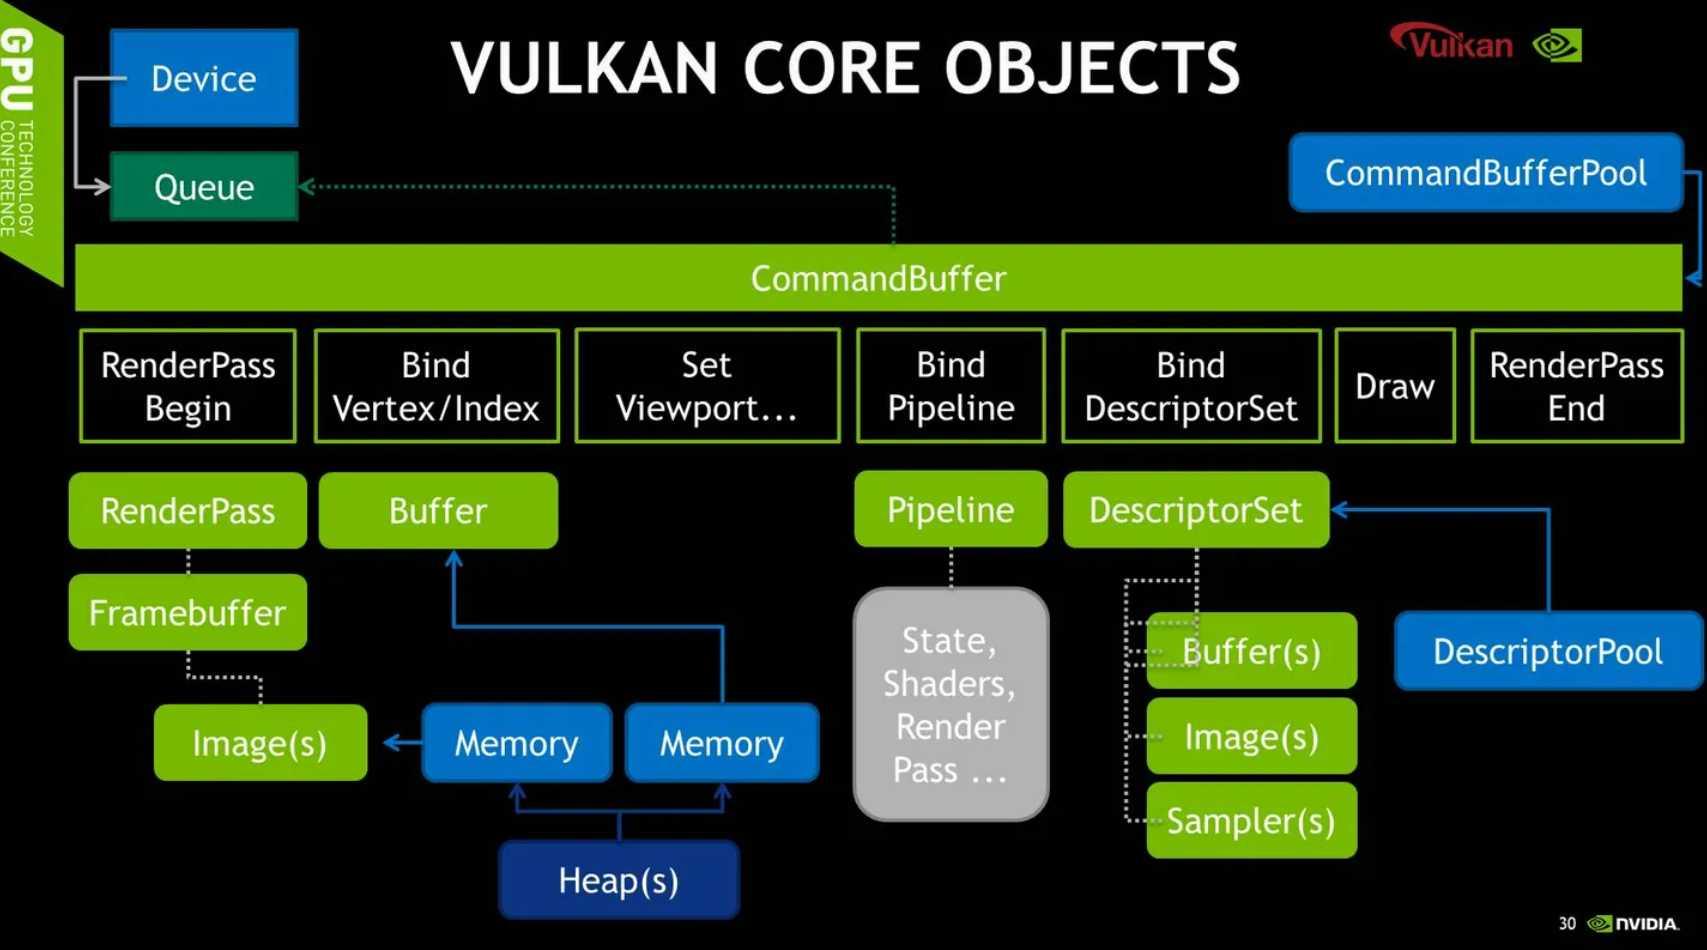 GPU TECHNOLOGY
CONFERENCE
VULKAN CORE OBJECTS
Vulkan
Device
Queue
CommandBufferPool
CommandBuffer
RenderPass
Begin
Bind
Vertex/Index
Set
Viewport...
Bind
Pipeline
Bind
DescriptorSet
Draw
RenderPass
End
RenderPass
Buffer
Pipeline
DescriptorSet
Framebuffer
State,
Shaders,
Render
Pass ...
Buffer(s)
DescriptorPool
Image(s)
Memory
Memory
Image(s)
Sampler(s)
Heap(s)
30 NVIDIA.